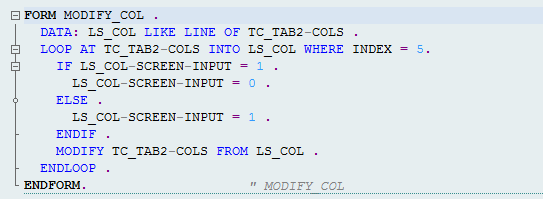 FORM MODIFY_COL .
DATA: LS_COL LIKE LINE OF TC_TAB2-COLS .
LOOP AT TC_TAB2-COLS INTO LS_COL WHERE INDEX = 5.
IF LS_COL-SCREEN-INPUT = 1 .
LS_COL-SCREEN-INPUT = 0 .
ELSE .
LS_COL-SCREEN-INPUT = 1 .
ENDIF .
MODIFY TC_TAB2-COLS FROM LS_COL .
ENDLOOP .
ENDFORM. " MODIFY_COL